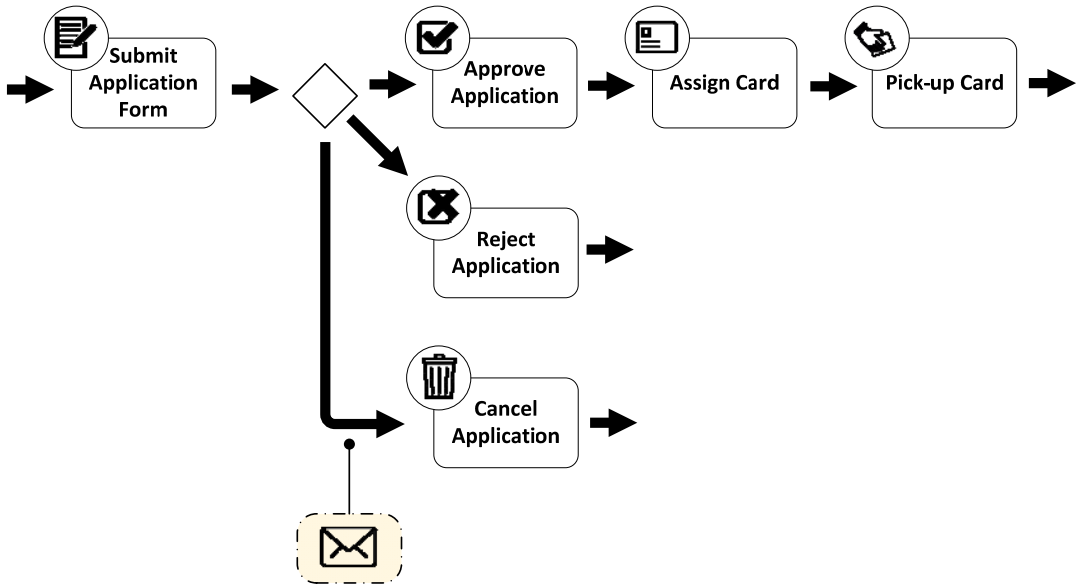 Submit
Application
Form
Approve
Application
Assign Card
Pick-up Card
Reject
Application
Cancel
Application